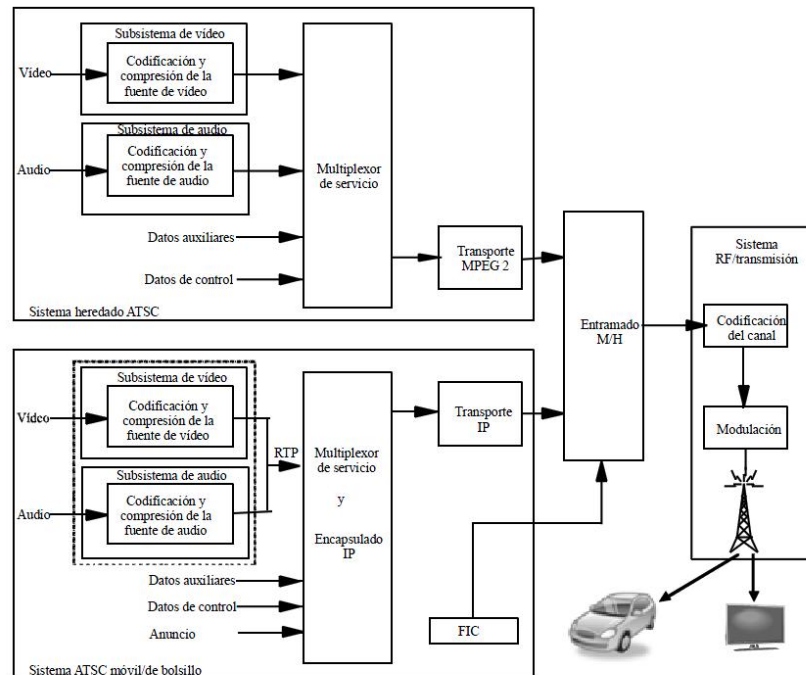 Subsistema de vídeo
Vídeo
Codificación y
compresión de la
fuente de vídeo
Subsistema de audio
Audio
Codificación y
compresión de la
fuente de audio
Multiplexor
de servicio
Datos auxiliares
Datos de control
Transporte
MPEG 2
Sistema heredado ATSC
Entramado
M/H
Sistema
RF/transmisión
Codificación
del canal
Modulación
Subsistema de vídeo
Vídeo
Codificación y
compresión de la
fuente de vídeo
Subsistema de audio
Audio
Codificación y
compresión de la
fuente de audio
RTP
Multiplexor
de servicio
y
Encapsulado
IP
Transporte
IP
Datos auxiliares
Datos de control
Anuncio
FIC
Sistema ATSC móvil/de bolsillo